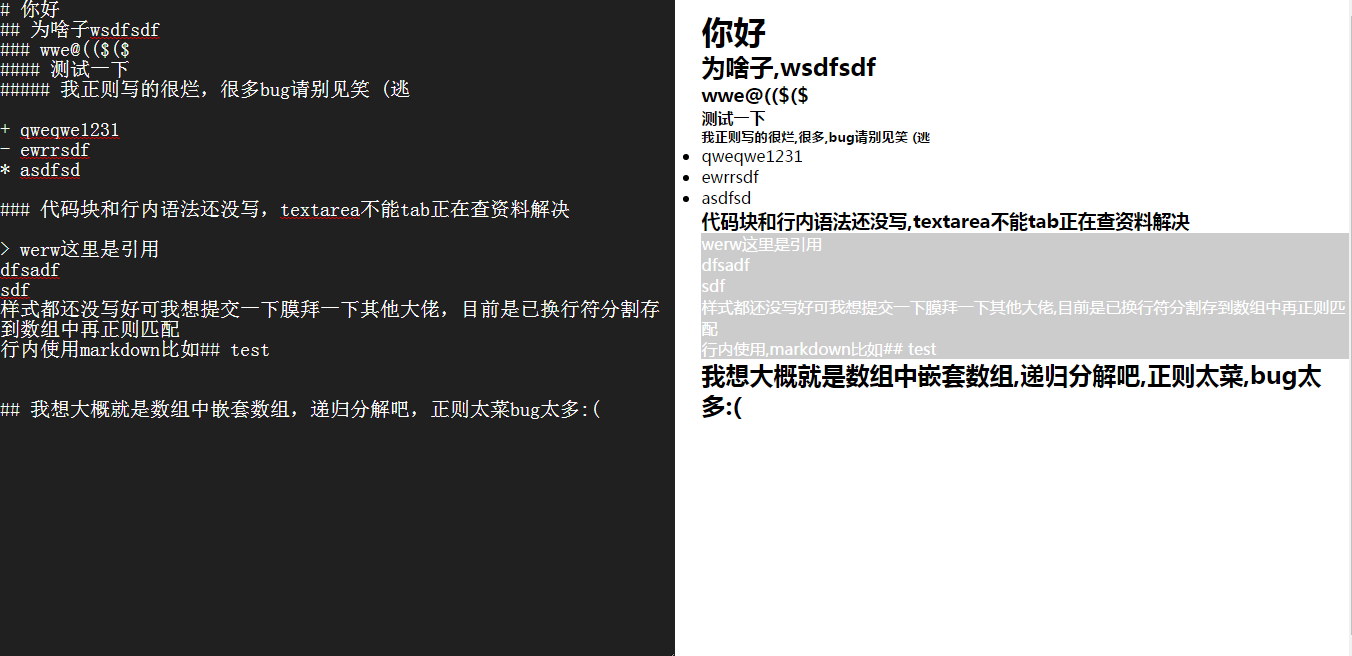 # 你好
## 为啥子wsdfsdf
### wwe@(($($
#### 测试一下
##### 我正则写的很烂，很多bug请别见笑（逃
+ qweqwe1231
- ewrrsdf
* asdfsd
### 代码块和行内语法还没写，textarea不能tab正在查资料解决
> werw这里是引用
dfsadf
sdf
样式都还没写好可我想提交一下膜拜一下其他大佬，目前是已换行符分割存
到数组中再正则匹配
行内使用markdown比如## test
## 我想大概就是数组中嵌套数组，递归分解吧，正则太菜bug太多:(
你好
为啥子,wsdfsdf
wwe@(($($
测试一下
我正则写的很烂,很多,bug请别见笑 (逃
• qweqwe1231
• ewrrsdf
• asdfsd
代码块和行内语法还没写,textarea不能tab正在查资料解决
werw这里是引用
dfsadf
sdf
样式都还没写好可我想提交一下膜拜一下其他大佬,目前是已换行符分割存到数组中再正则匹
配
行内使用,markdown比如## test
我想大概就是数组中嵌套数组,递归分解吧,正则太菜,bug太
多:(